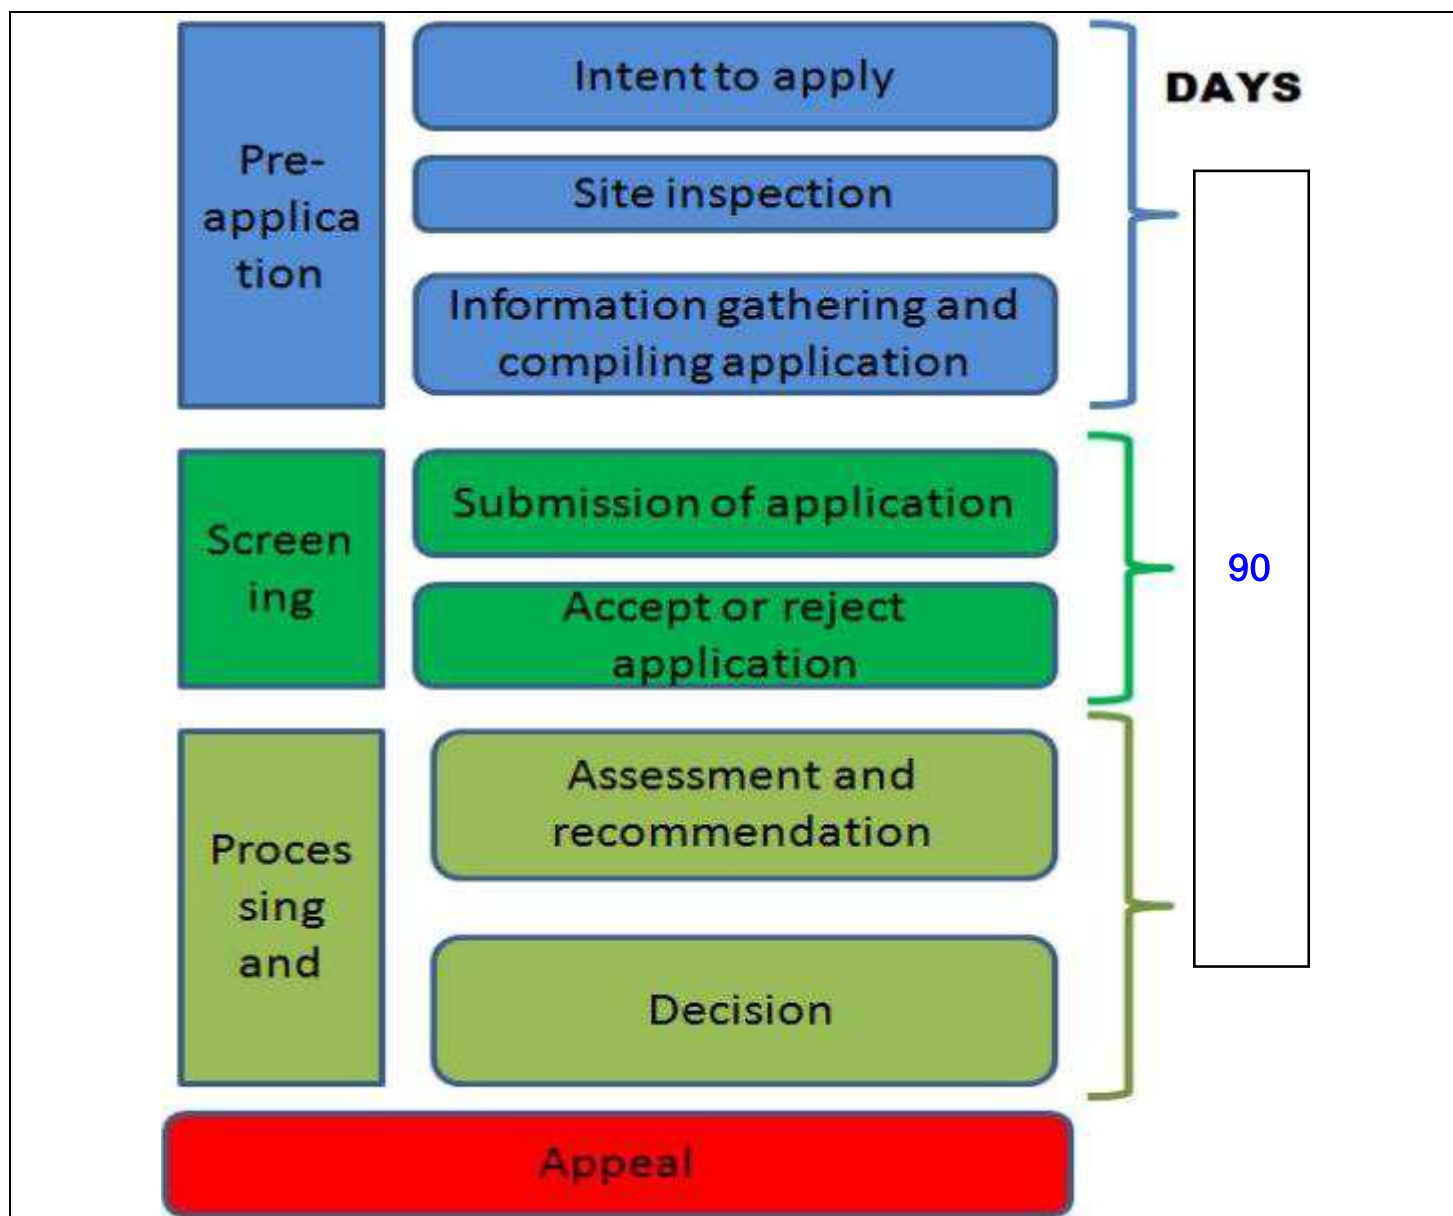 Intent to apply
DAYS
Pre-
applica
tion
Site inspection
Information gathering and
compiling application
Submission of application
Screen
ing
90
Accept or reject
application
Assessment and
recommendation
Proces
sing
and
Decision
Appeal